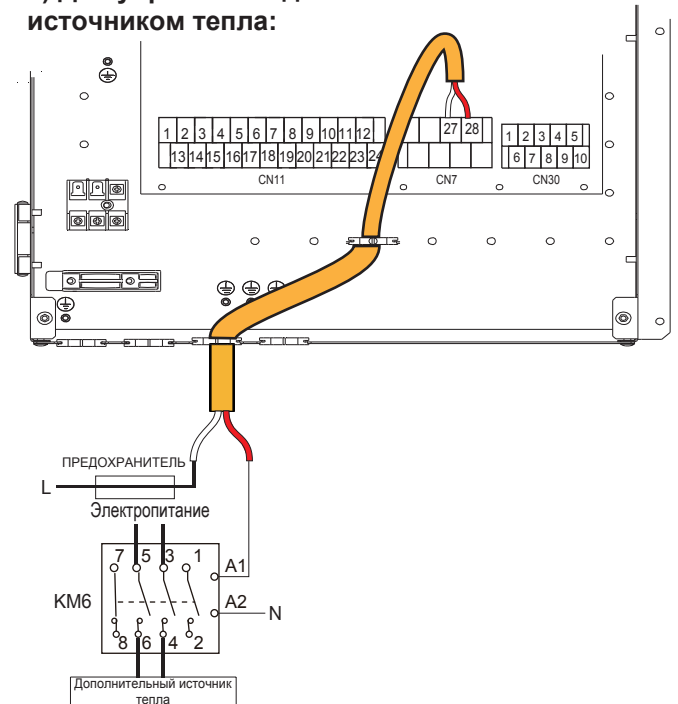 источником тепла:
27 28
1 2 3 4 5 6 7 8 9 10 11 12
1 2 3 4 5
13 14 15 16 17 18 19 20 21 22 23 24
6 7 8 9 10
CN11 CN7 CN30
ПРЕДОХРАНИТЕЛЬ
L
Электропитание
7 5 3 1
A1
KM6
A2 N
8 6 4 2
Дополнительный источник
тепла